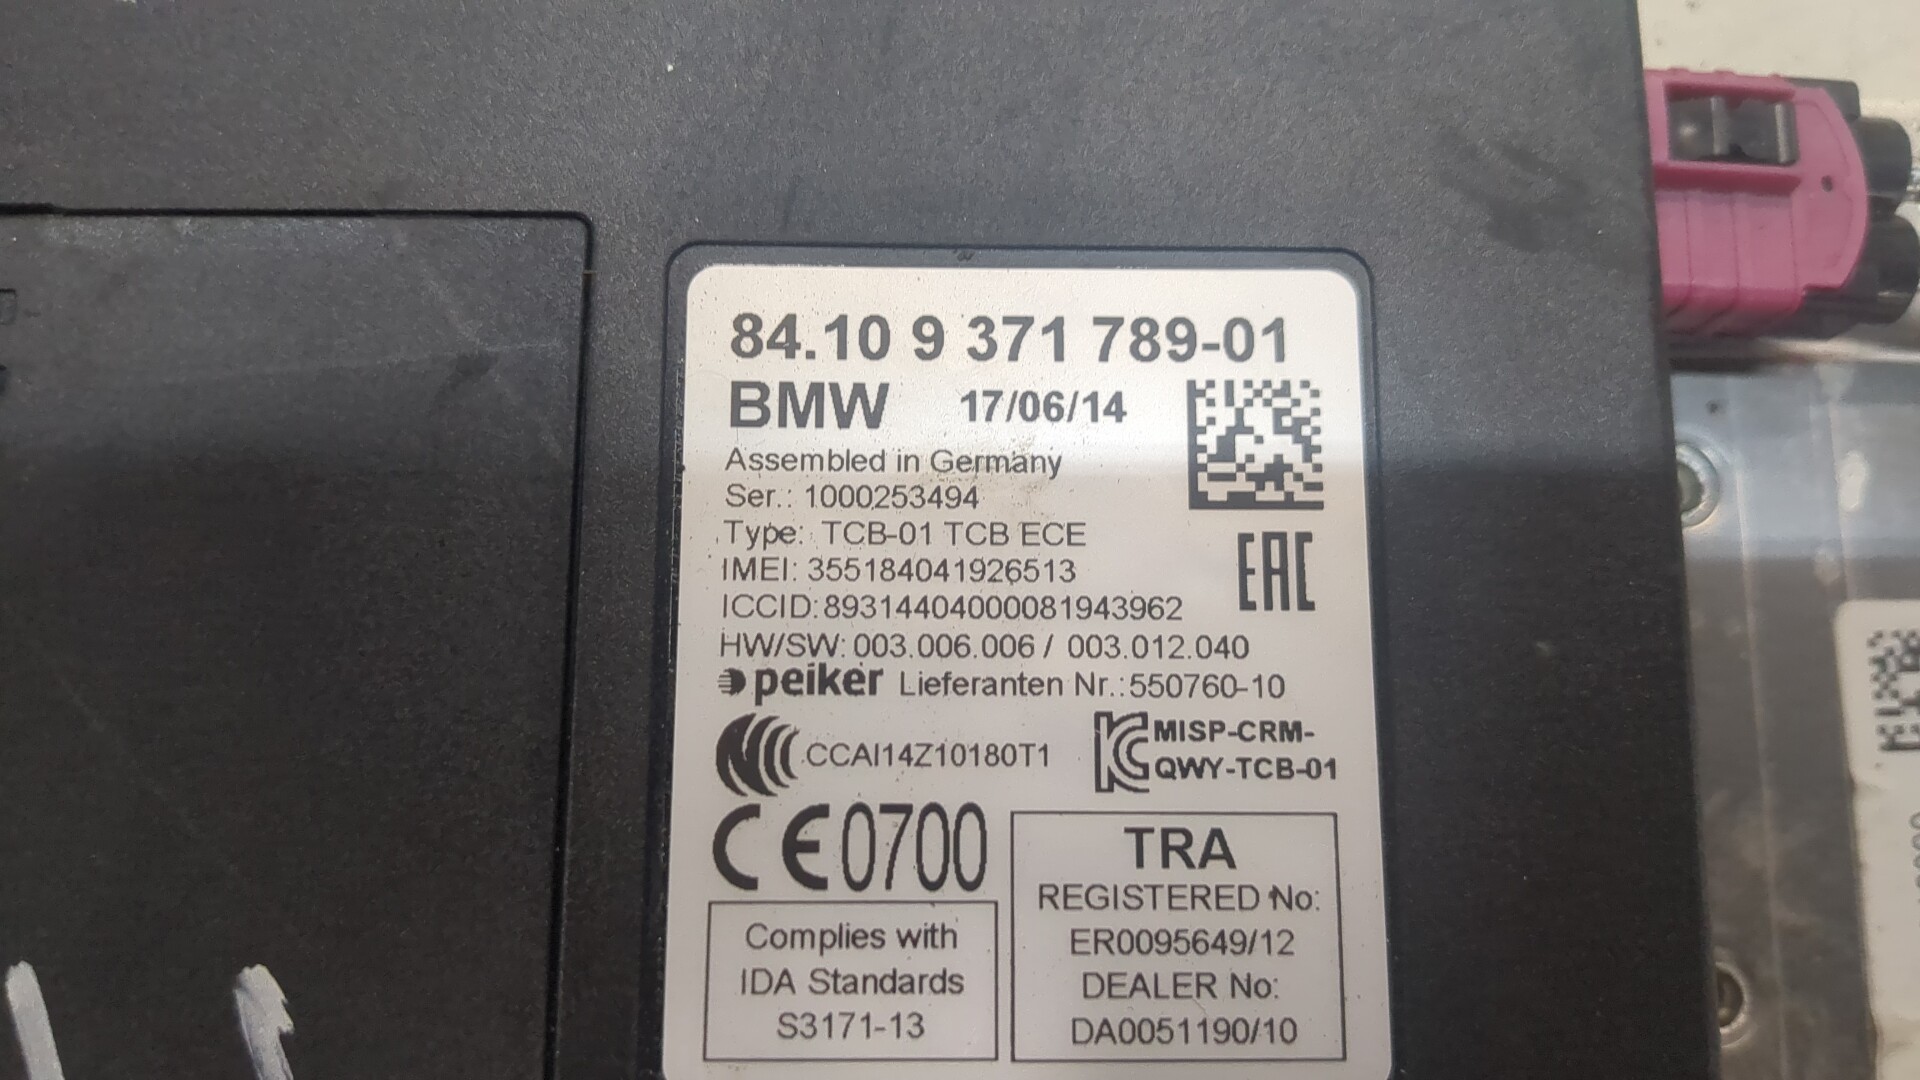 84.10 9 371 789-01
BMW 17/06/14
Assembled in Germany
Ser.: 1000253494
Type: TCB-01 TCB ECE
IMEI: 355184041926513
ICCID:89314404000081943962
HW/SW: 003.006.006 / 003.012.040
peiker Lieferanten Nr.:550760-10
CCAI14Z10180T1
MISP-CRM-
QWY-TCB-01
EAC
CE0700
Complies with
IDA Standards
S3171-13
TRA
REGISTERED No:
ER0095649/12
DEALER No:
DA0051190/10